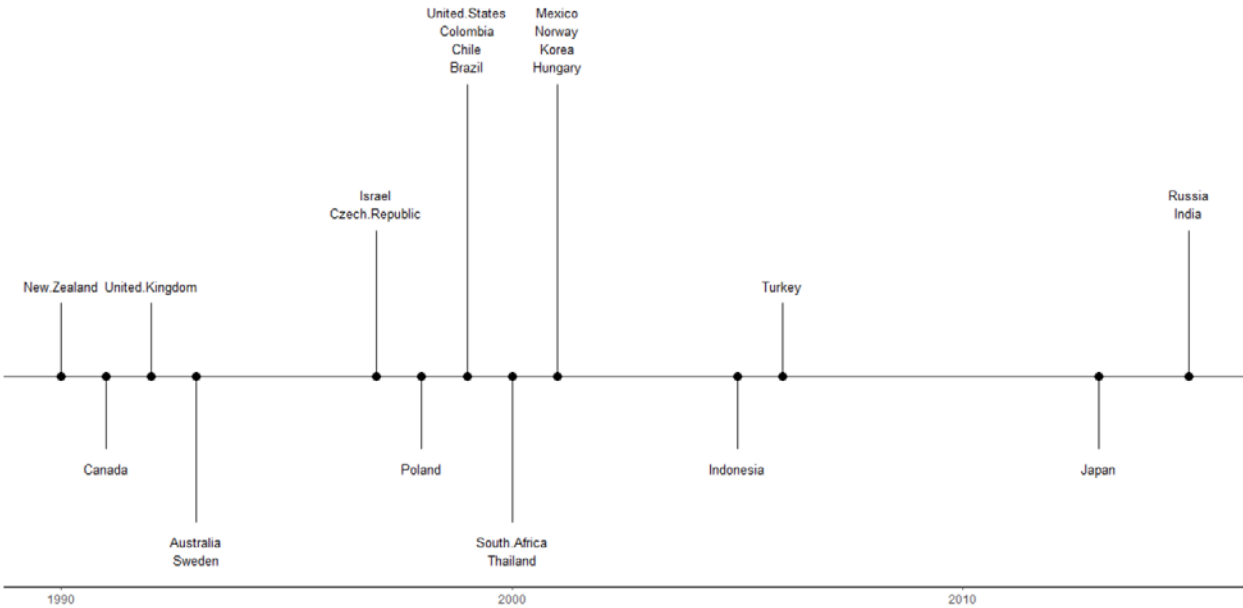 United.States
Colombia
Chile
Brazil
Mexico
Norway
Korea
Hungary
Israel
Czech.Republic
Russia
India
New.Zealand
United.Kingdom
Turkey
Canada
Poland
Indonesia
Japan
Australia
Sweden
South.Africa
Thailand
1990
2000
2010